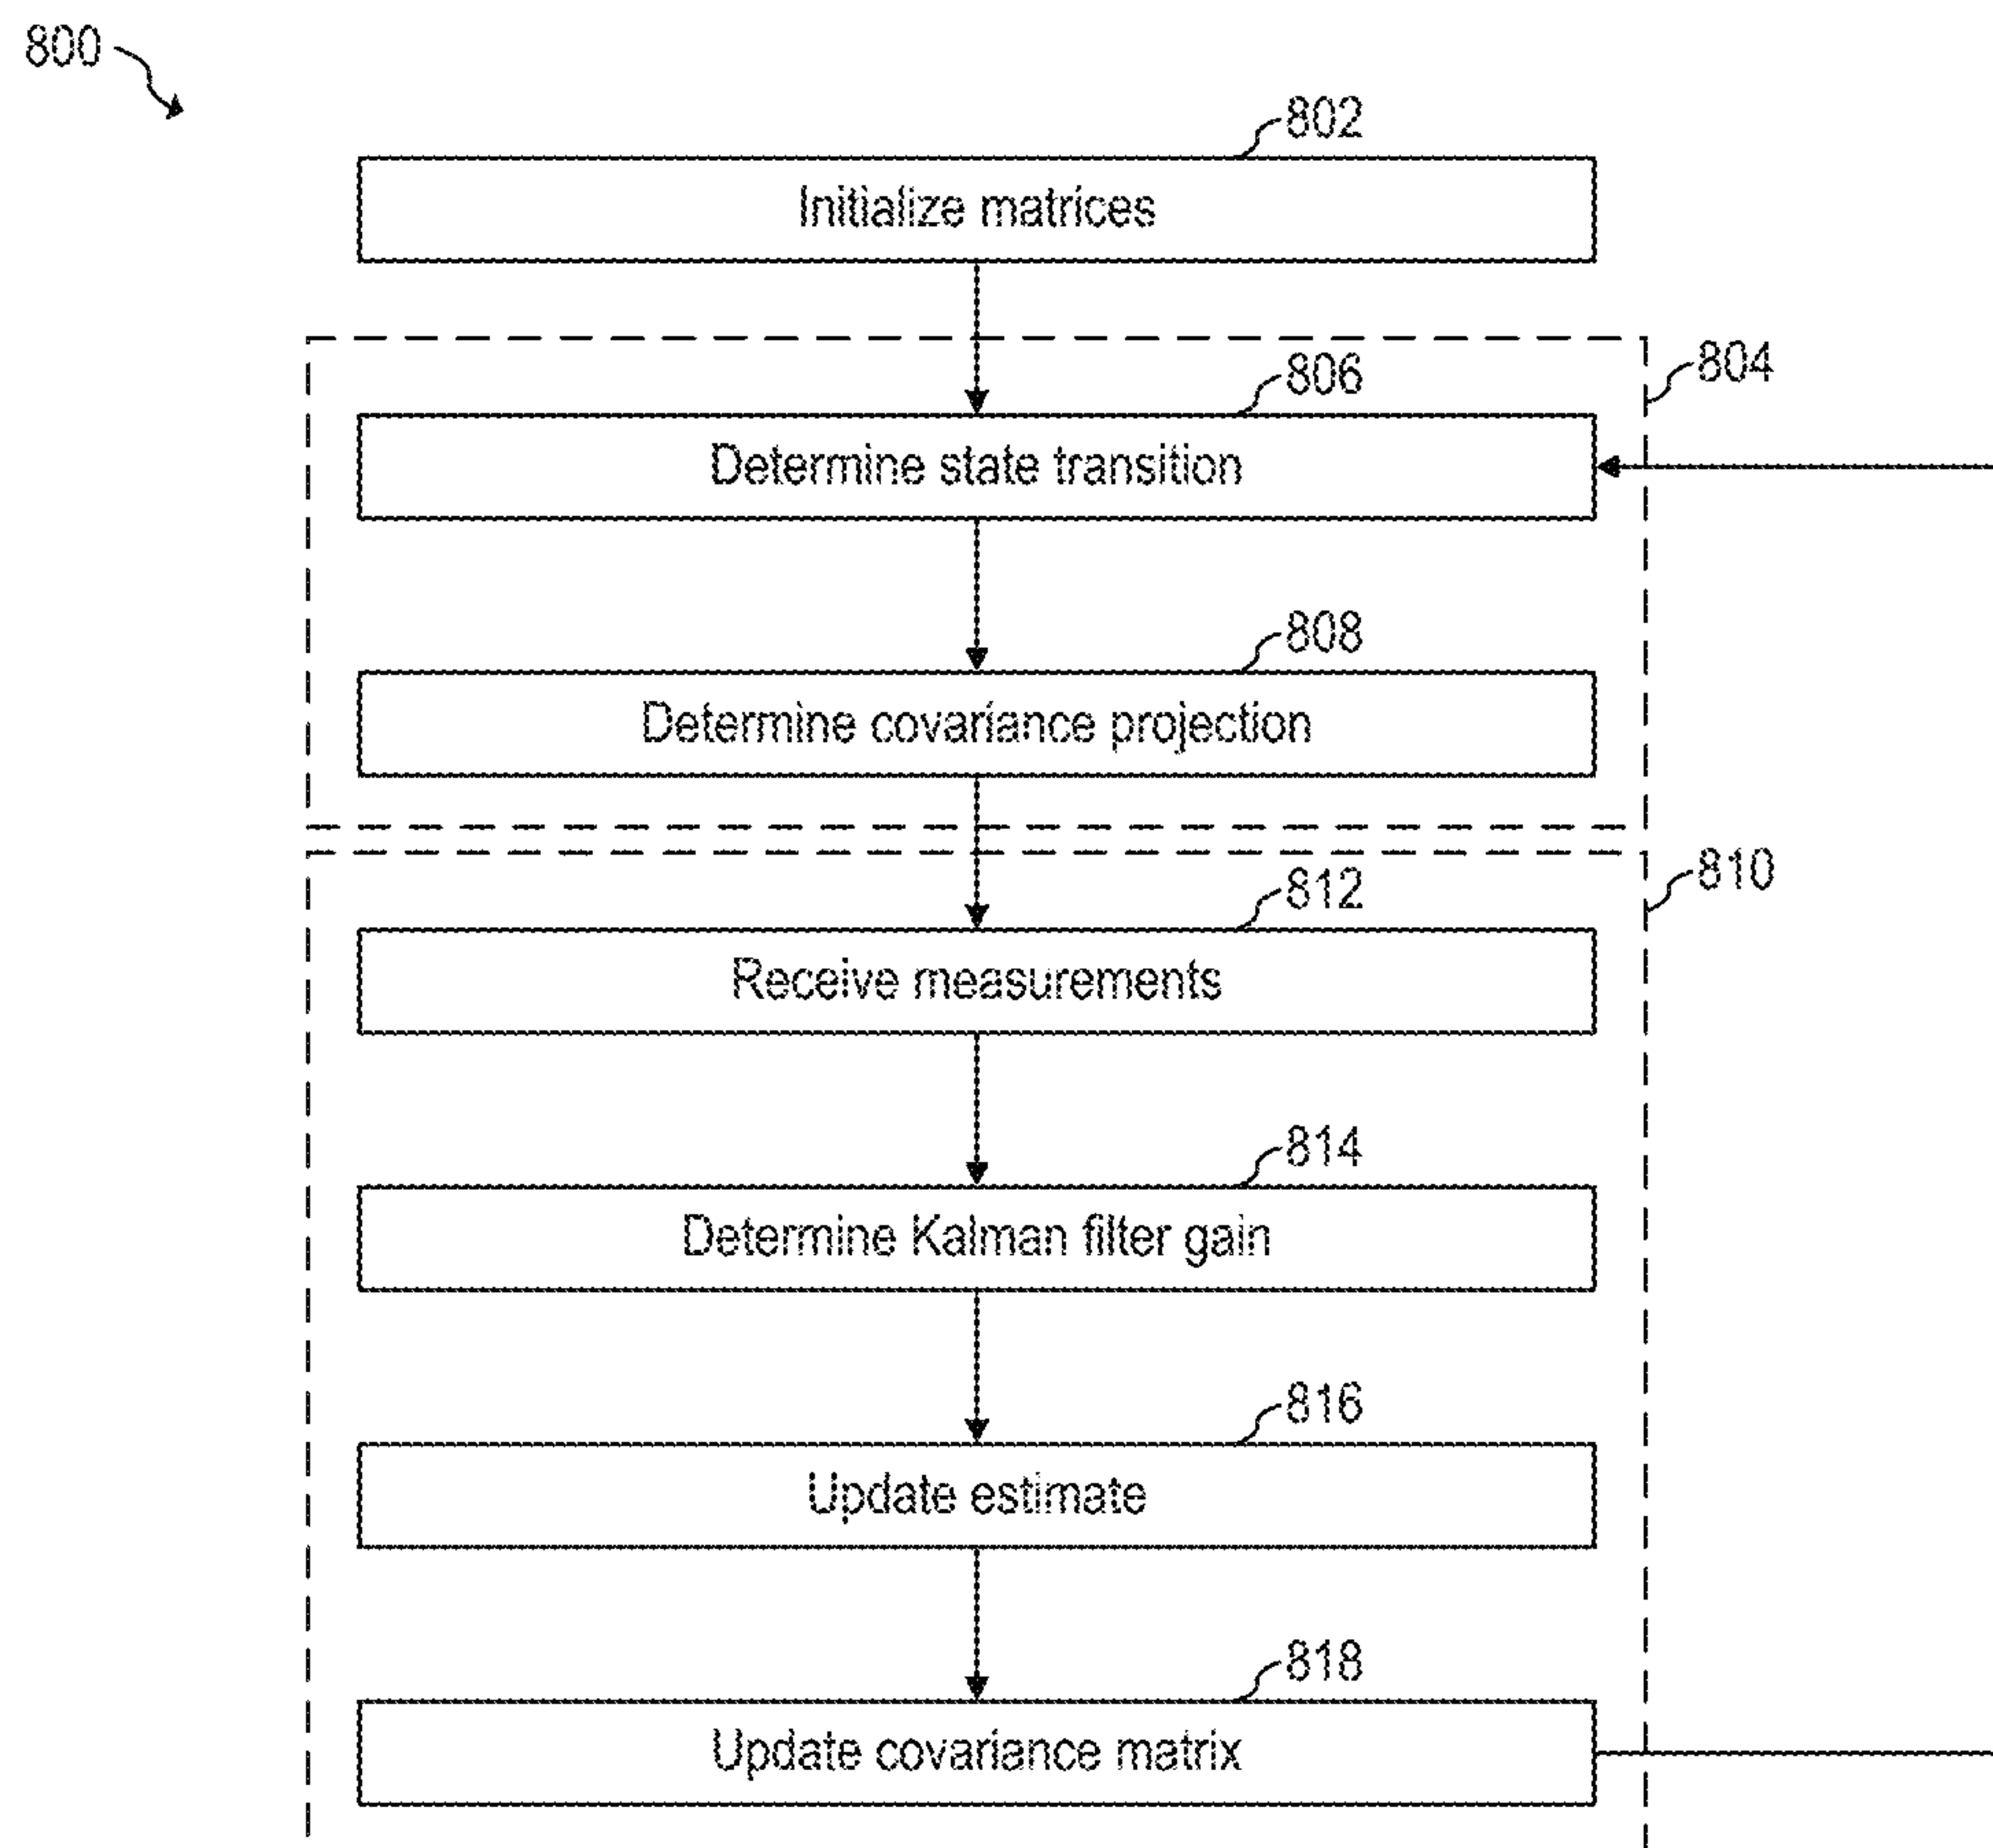 800
802
Initialize matrices
804
806
Determine state transition
808
Determine covariance projection
810
812
Receive measurements
814
Determine Kalman filter gain
816
Update estimate
818
Update covariance matrix